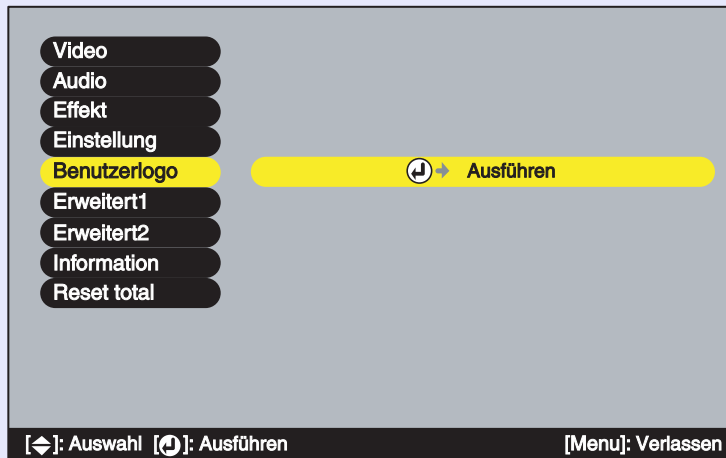 Video
Audio
Effekt
Einstellung
Benutzerlogo
Ausführen
Erweitert1
Erweitert2
Information
Reset total
[]: Auswahl []: Ausführen [Menu]: Verlassen